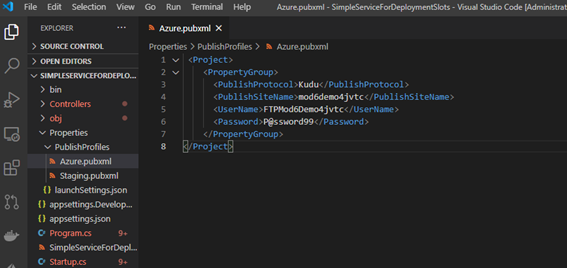 File Edit Selection View Go Run Terminal Help
Azure.pubxml - SimpleServiceForDeploymentSlots - Visual Studio Code [Administrat
EXPLORER
SOURCE CONTROL
OPEN EDITORS
SIMPLESERVICEFORDEPLO...
bin
Controllers
obj
Properties
PublishProfiles
Azure.pubxml
Staging.pubxml
launchSettings.json
appsettings.Develop...
appsettings.json
Program.cs 9+
SimpleServiceForDep...
Startup.cs 9+
Azure.pubxml
Properties > PublishProfiles > Azure.pubxml
1 <Project>
2 <PropertyGroup>
3 <PublishProtocol>Kudu</PublishProtocol>
4 <PublishSiteName>mod6demo4jvtc</PublishSiteName>
5 <UserName>FTPMod6Demo4jvtc</UserName>
6 <Password>P@ssword99</Password>
7 </PropertyGroup>
8 </Project>